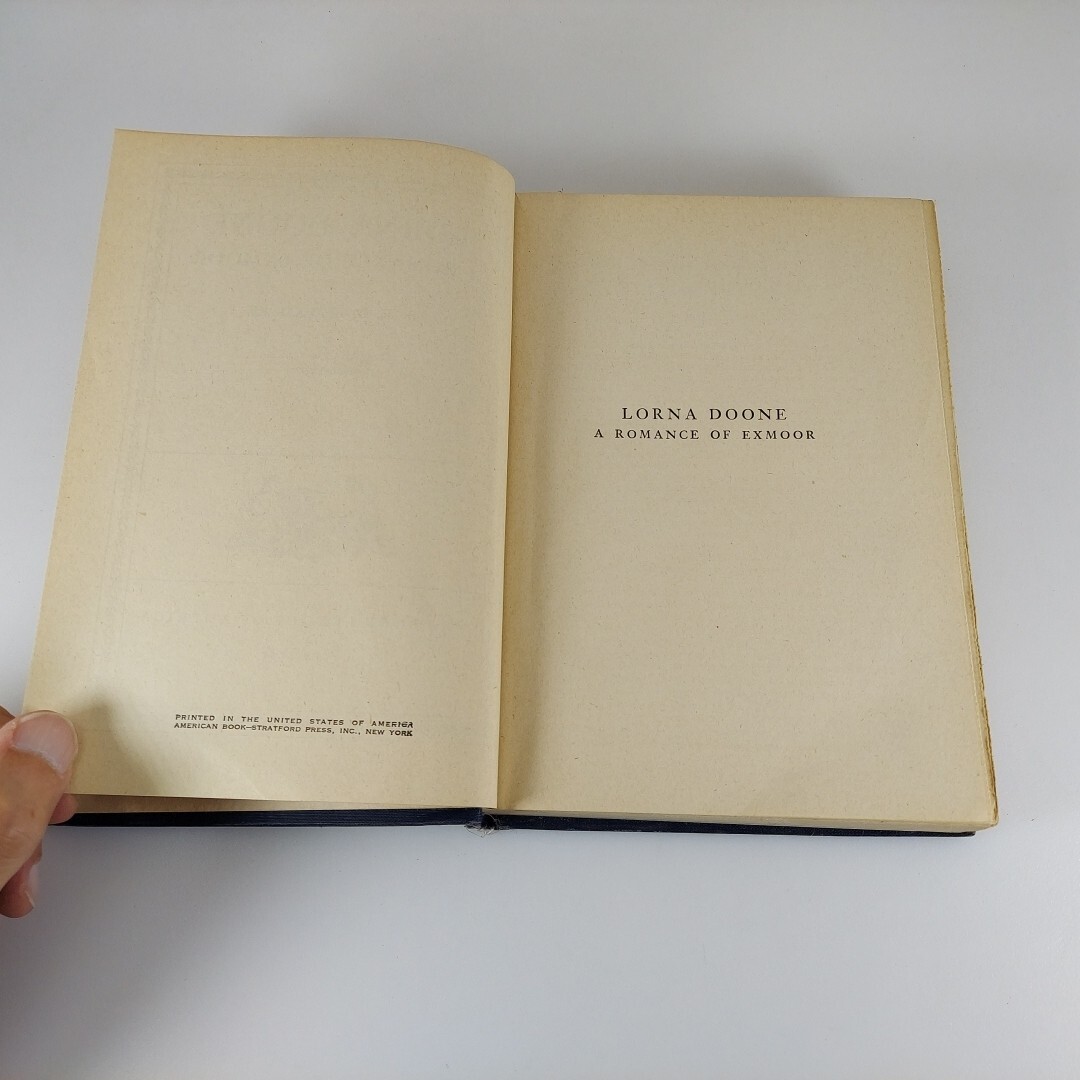 PRINTED IN THE UNITED STATES OF AMERICA
AMERICAN BOOK—STRATFORD PRESS, INC., NEW YORK
LORNA DOONE
A ROMANCE OF EXMOOR